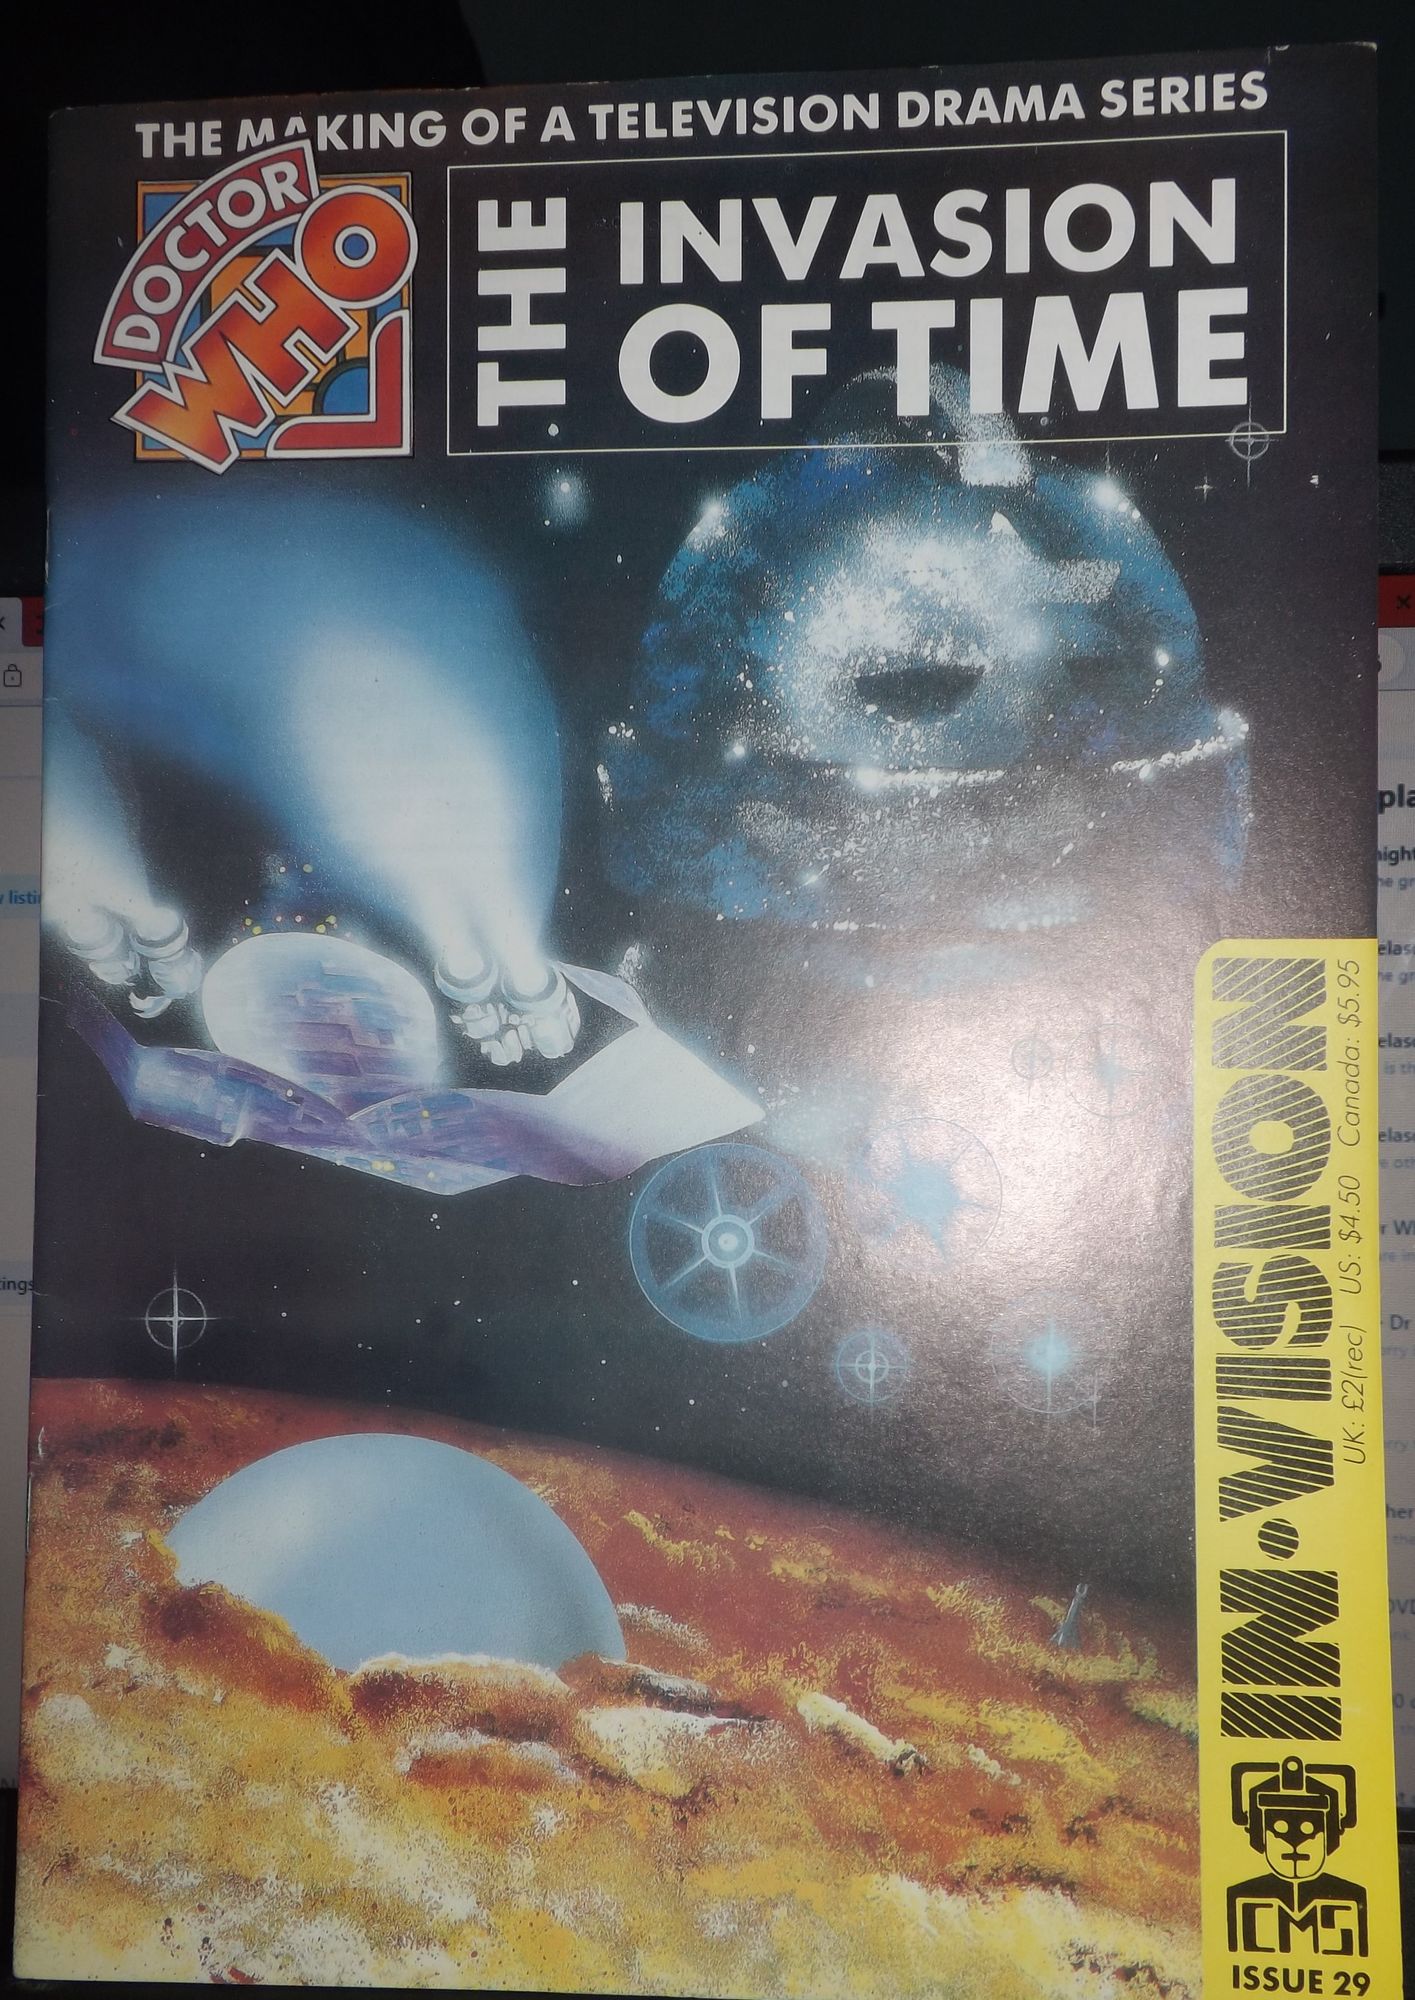 THE MAKING OF A TELEVISION DRAMA SERIES
DOCTOR
WHO
THE
INVASION
OF TIME
IN·VISION
UK: £2(rec) US: $4.50 Canada: $5.95
CMS
ISSUE 29